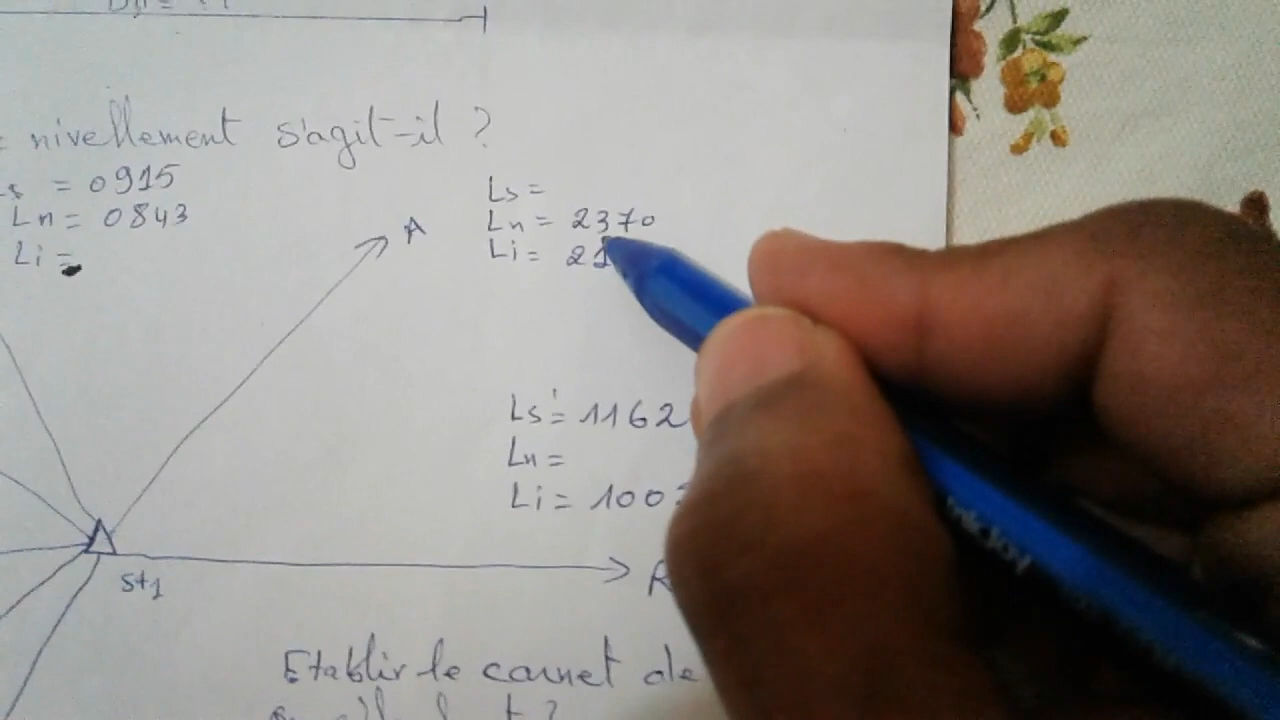 nivellement s'agit-il ?
= 0915
Ln = 0843
Li =
A
Ls =
Ln = 2370
Li = 21
Ls' = 1162
Ln =
Li = 100
St1
R
Etablir le carnet de